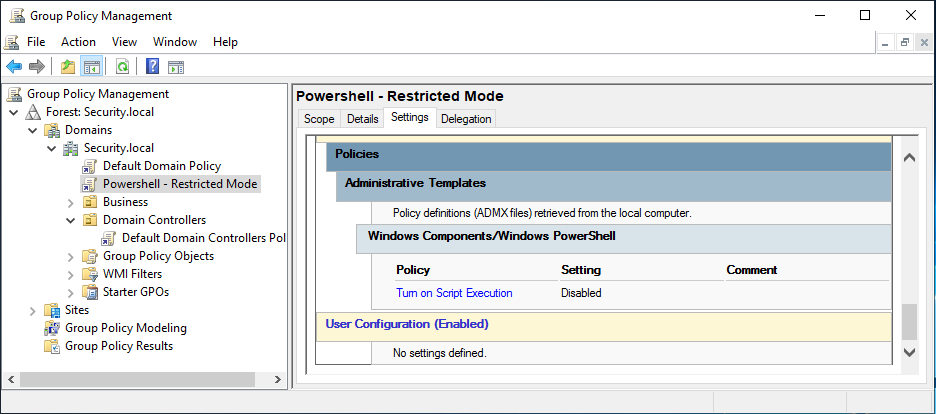 Group Policy Management
File Action View Window Help
Group Policy Management
Forest: Security.local
Domains
Security.local
Default Domain Policy
Powershell - Restricted Mode
Business
Domain Controllers
Default Domain Controllers Pol
Group Policy Objects
WMI Filters
Starter GPOs
Sites
Group Policy Modeling
Group Policy Results
Powershell - Restricted Mode
Scope Details Settings Delegation
Policies
Administrative Templates
Policy definitions (ADMX files) retrieved from the local computer.
Windows Components/Windows PowerShell
Policy Setting Comment
Turn on Script Execution Disabled
User Configuration (Enabled)
No settings defined.